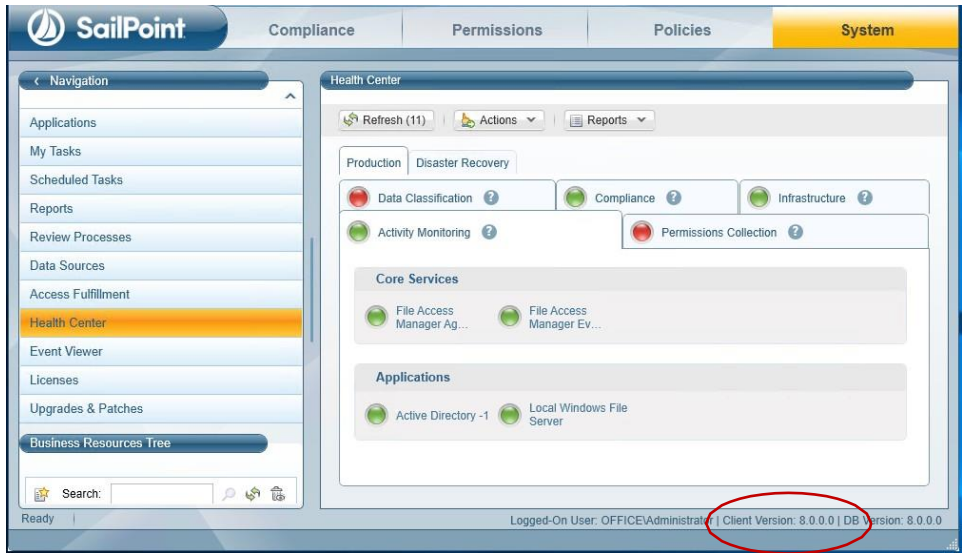 SailPoint
Compliance
Permissions
Policies
System
Navigation
Applications
My Tasks
Scheduled Tasks
Reports
Review Processes
Data Sources
Access Fulfillment
Health Center
Event Viewer
Licenses
Upgrades & Patches
Business Resources Tree
Search:
Health Center
Refresh (11)
Actions
Reports
Production
Disaster Recovery
Data Classification ?
Compliance ?
Infrastructure ?
Activity Monitoring ?
Permissions Collection ?
Core Services
File Access
Manager Ag...
File Access
Manager Ev...
Applications
Active Directory -1
Local Windows File
Server
Ready
Logged-On User: OFFICE\Administrator | Client Version: 8.0.0.0 | DB Version: 8.0.0.0